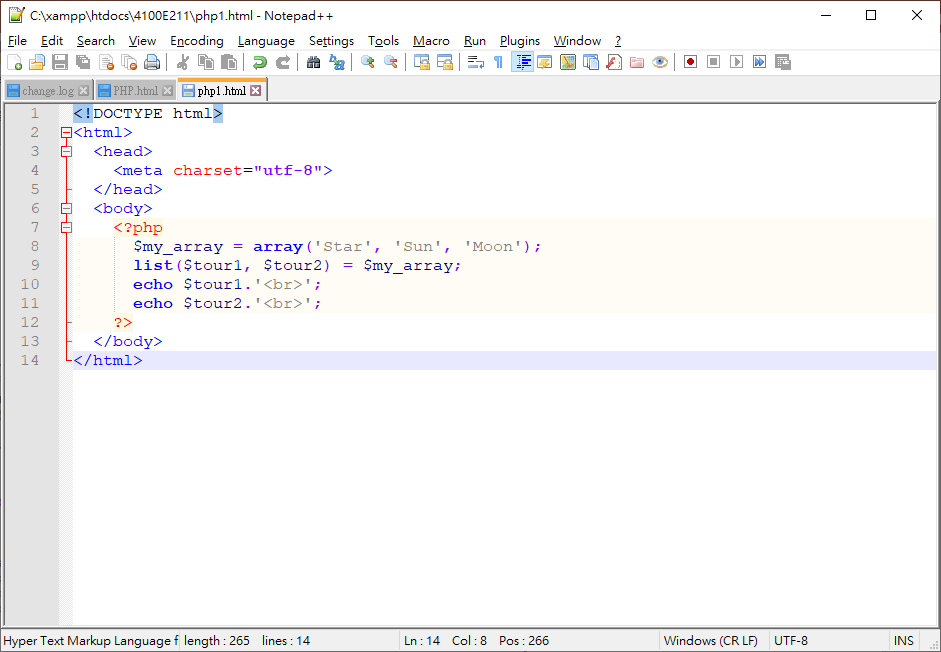 C:\xampp\htdocs\4100E211\php1.html - Notepad++
File Edit Search View Encoding Language Settings Tools Macro Run Plugins Window ?
change.log PHP.html php1.html
1 <!DOCTYPE html>
2 <html>
3 <head>
4 <meta charset="utf-8">
5 </head>
6 <body>
7 <?php
8 $my_array = array('Star', 'Sun', 'Moon');
9 list($tour1, $tour2) = $my_array;
10 echo $tour1.'<br>';
11 echo $tour2.'<br>';
12 ?>
13 </body>
14 </html>
Hyper Text Markup Language f length : 265 lines : 14 Ln : 14 Col : 8 Pos : 266 Windows (CR LF) UTF-8 INS